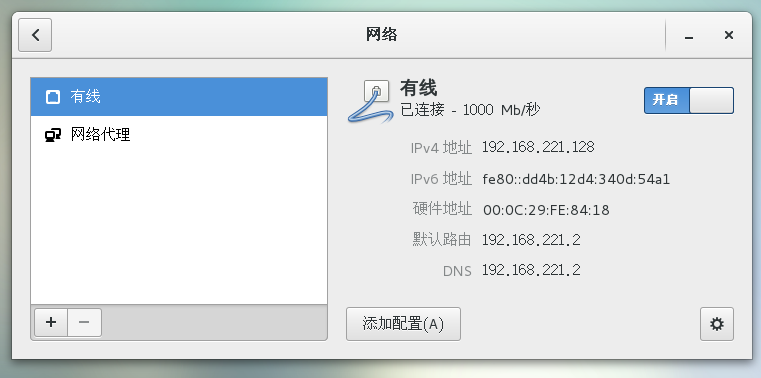 网络
有线
网络代理
有线
已连接 - 1000 Mb/秒
开启
IPv4 地址 192.168.221.128
IPv6 地址 fe80::dd4b:12d4:340d:54a1
硬件地址 00:0C:29:FE:84:18
默认路由 192.168.221.2
DNS 192.168.221.2
添加配置(A)